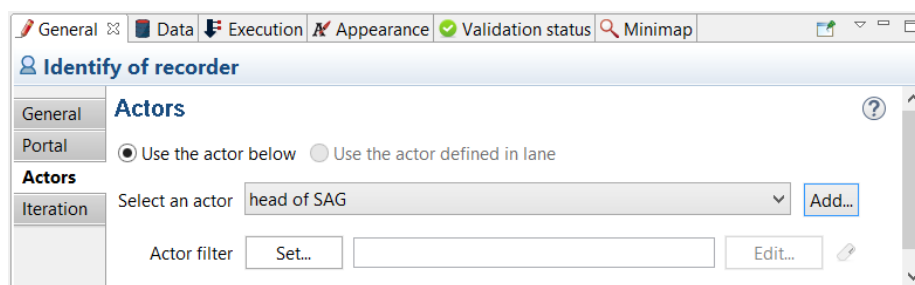 General Data Execution Appearance Validation status Minimap
Identify of recorder
General
Portal
Actors
Iteration
Actors
Use the actor below Use the actor defined in lane
Select an actor head of SAG Add...
Actor filter Set... Edit...